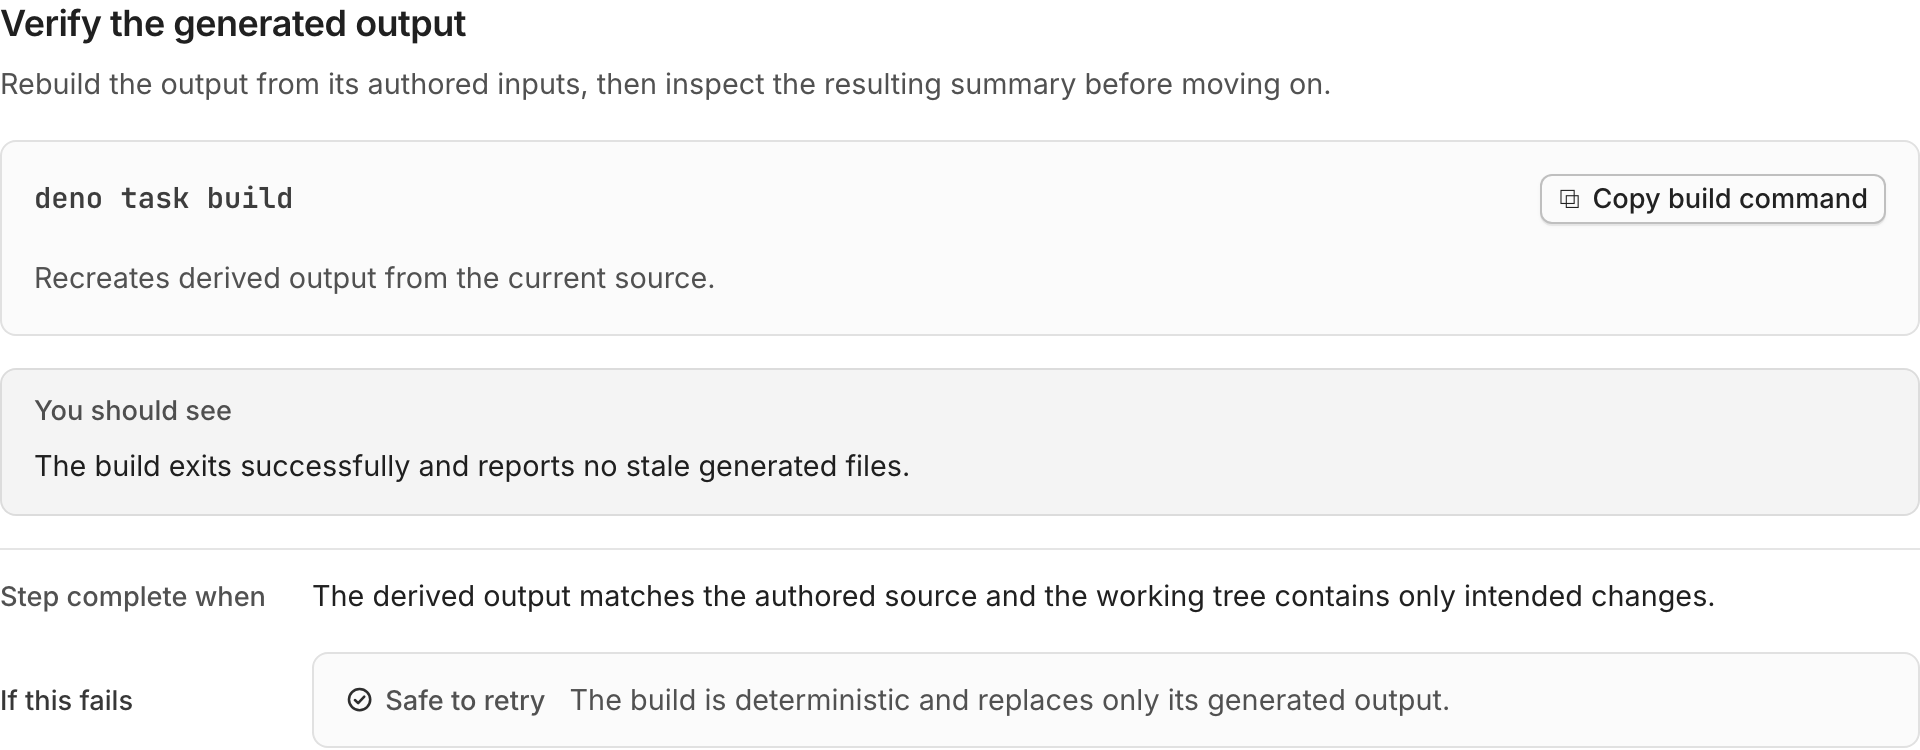 Verify the generated output
Rebuild the output from its authored inputs, then inspect the resulting summary before moving on.
deno task build
Copy build command
Recreates derived output from the current source.
You should see
The build exits successfully and reports no stale generated files.
Step complete when
The derived output matches the authored source and the working tree contains only intended changes.
If this fails
Safe to retry
The build is deterministic and replaces only its generated output.